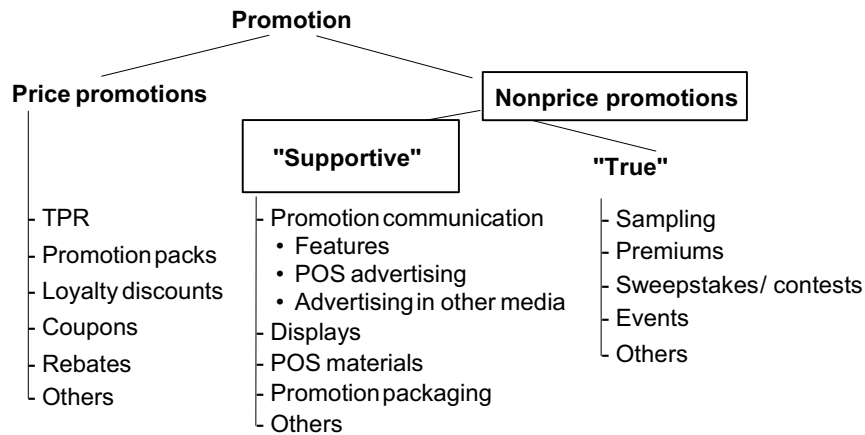 Promotion
Price promotions
Nonprice promotions
"Supportive"
"True"
- TPR
- Promotion packs
- Loyalty discounts
- Coupons
- Rebates
- Others
- Promotion communication
• Features
• POS advertising
• Advertising in other media
- Displays
- POS materials
- Promotion packaging
- Others
- Sampling
- Premiums
- Sweepstakes/ contests
- Events
- Others